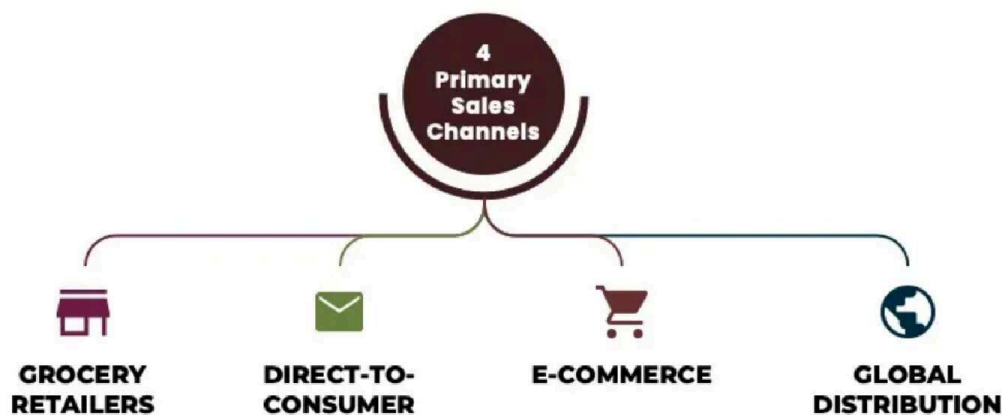 4
Primary
Sales
Channels
GROCERY
RETAILERS
DIRECT-TO-
CONSUMER
E-COMMERCE
GLOBAL
DISTRIBUTION